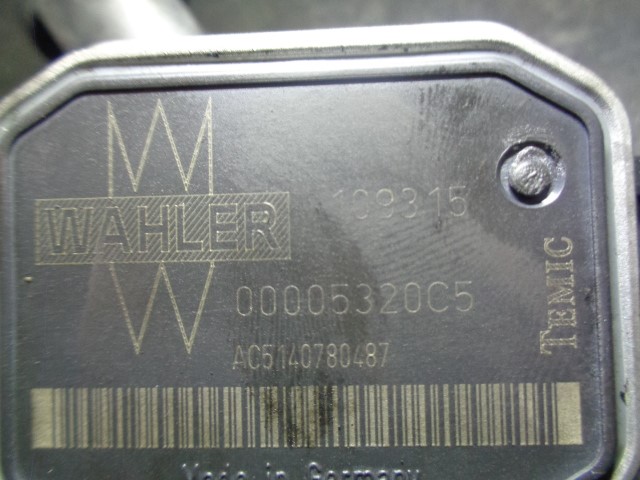 109315
WAHLER
00005320C5
TEMIC
AC5140780487
Made in Germany